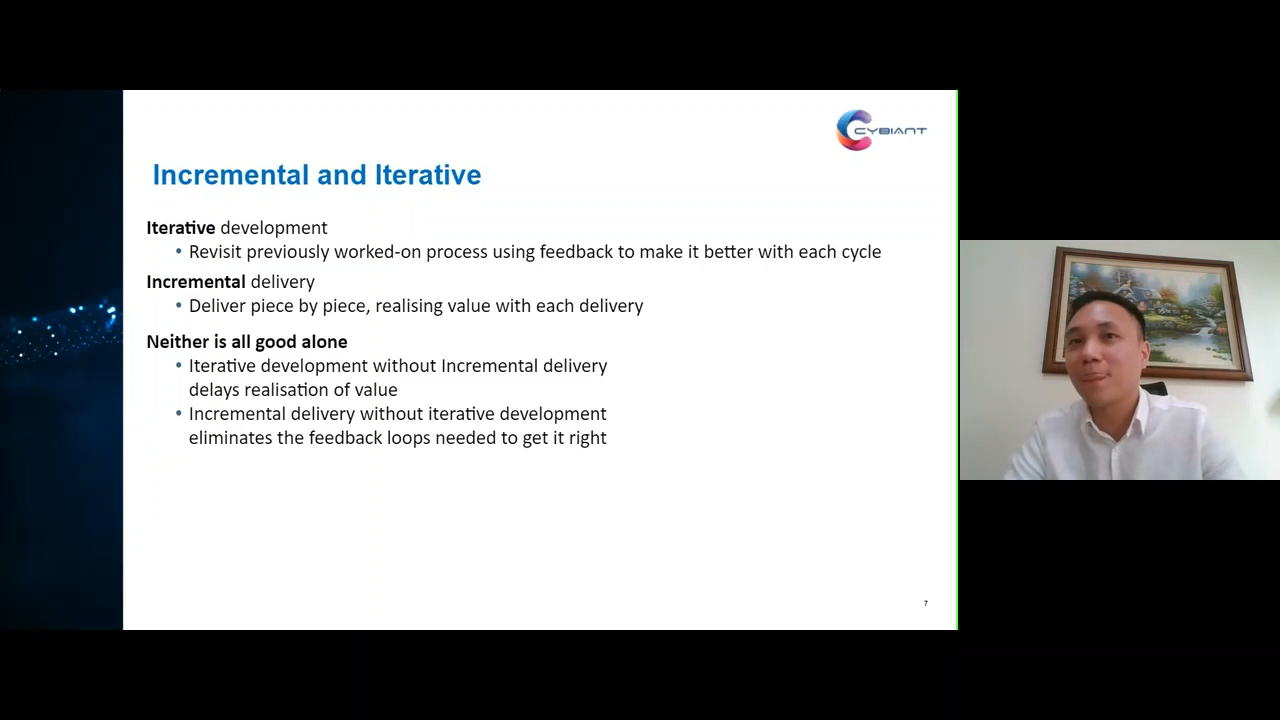 CYBIANT
Incremental and Iterative
Iterative development
• Revisit previously worked-on process using feedback to make it better with each cycle
Incremental delivery
• Deliver piece by piece, realising value with each delivery
Neither is all good alone
• Iterative development without Incremental delivery
delays realisation of value
• Incremental delivery without iterative development
eliminates the feedback loops needed to get it right
7